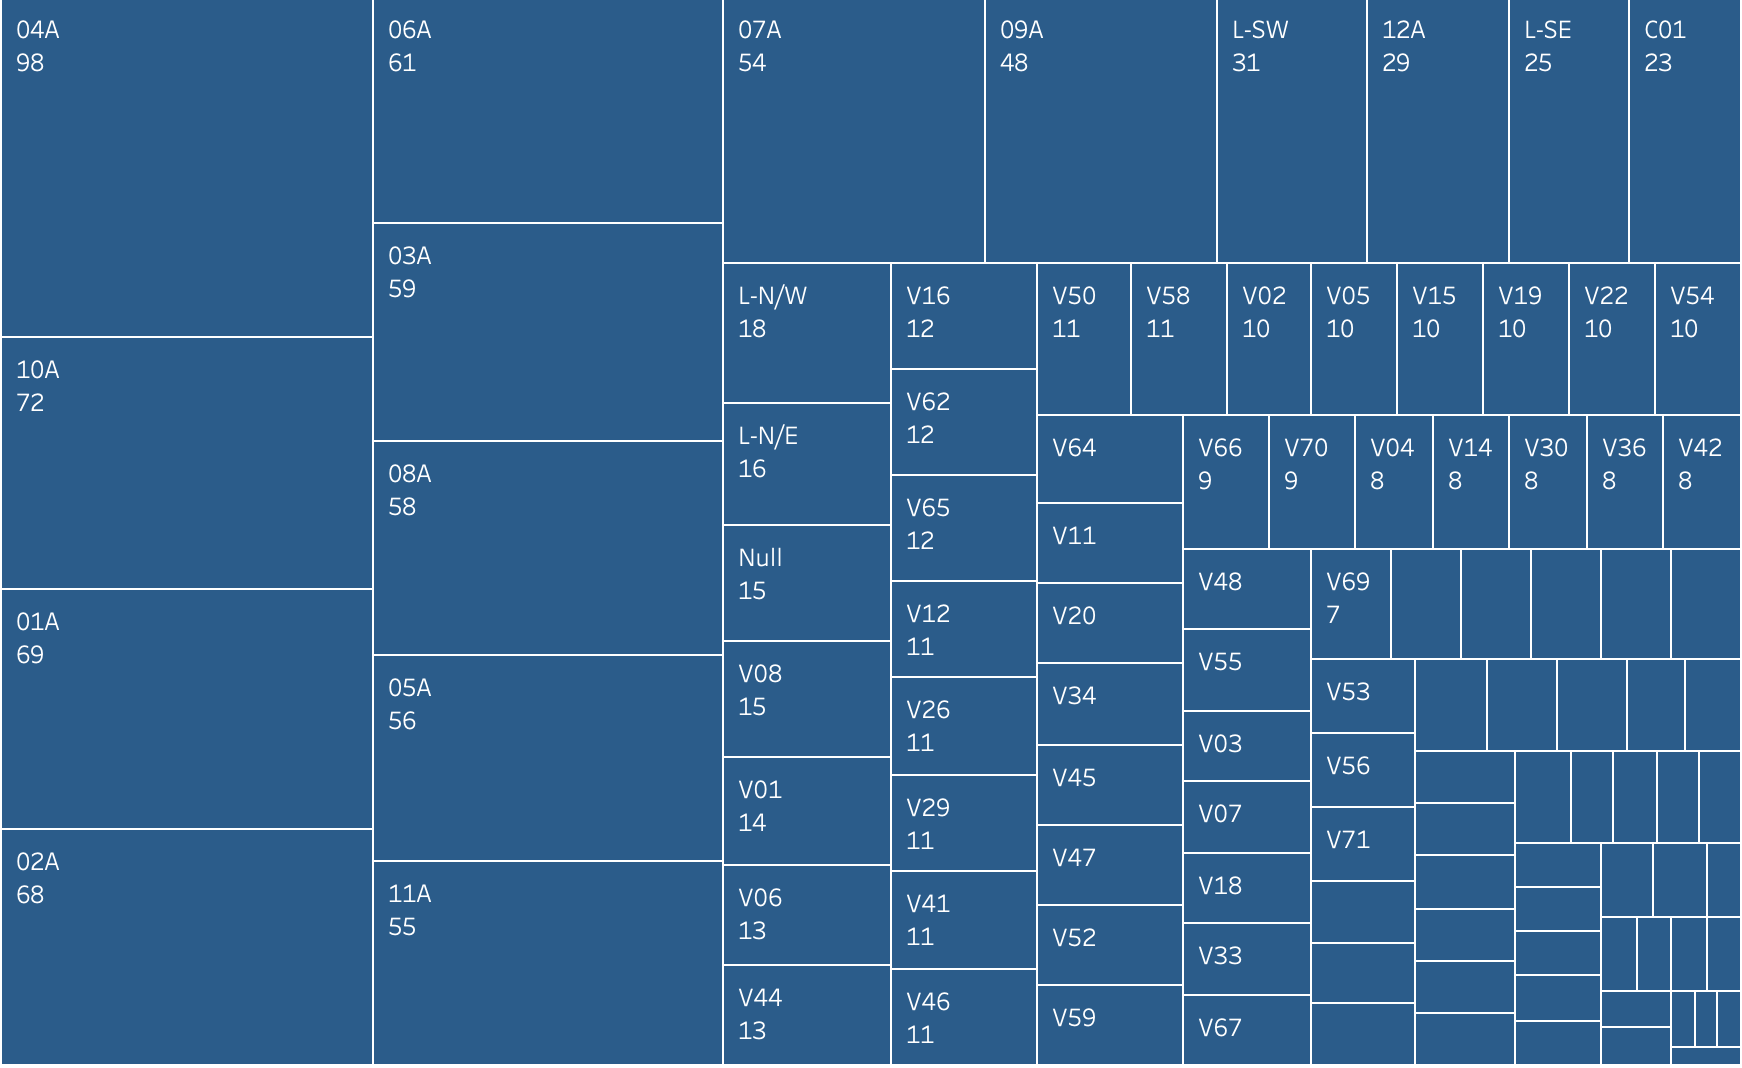 04A
98
10A
72
01A
69
02A
68
06A
61
03A
59
08A
58
05A
56
11A
55
07A
54
09A
48
L-SW
31
12A
29
L-SE
25
C01
23
L-N/W
18
L-N/E
16
Null
15
V08
15
V01
14
V06
13
V44
13
V16
12
V62
12
V65
12
V12
11
V26
11
V29
11
V41
11
V46
11
V50
11
V58
11
V02
10
V05
10
V15
10
V19
10
V22
10
V54
10
V64
V11
V20
V34
V45
V47
V52
V59
V66
9
V70
9
V04
8
V14
8
V30
8
V36
8
V42
8
V48
V55
V03
V07
V18
V33
V67
V69
7
V53
V56
V71